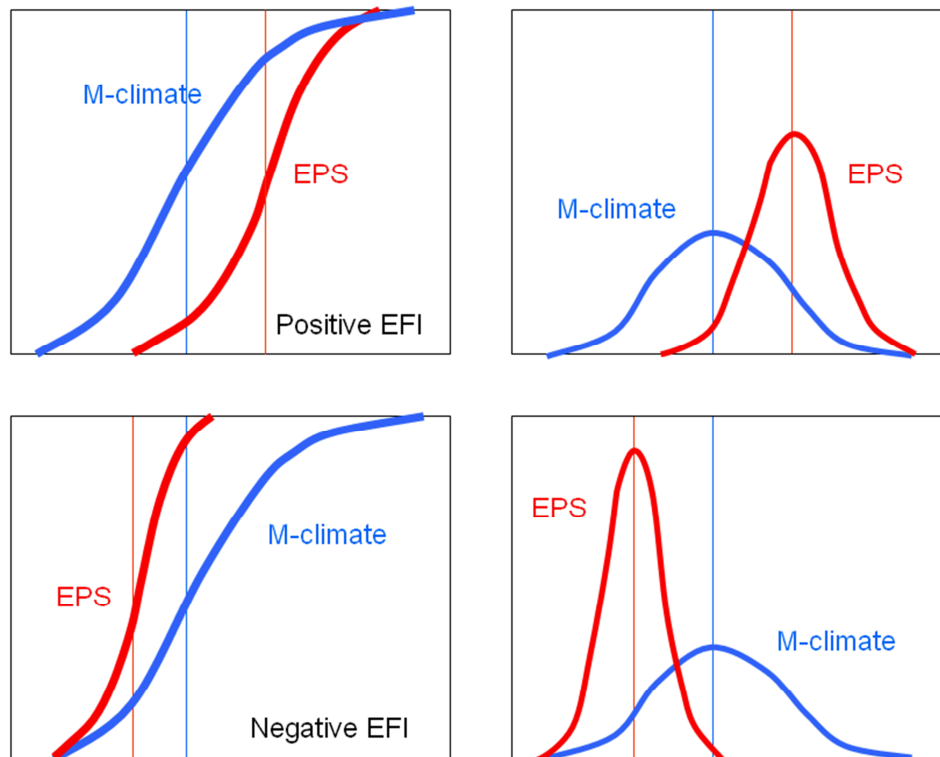 M-climate
EPS
Positive EFI
EPS
M-climate
EPS
M-climate
EPS
Negative EFI
M-climate